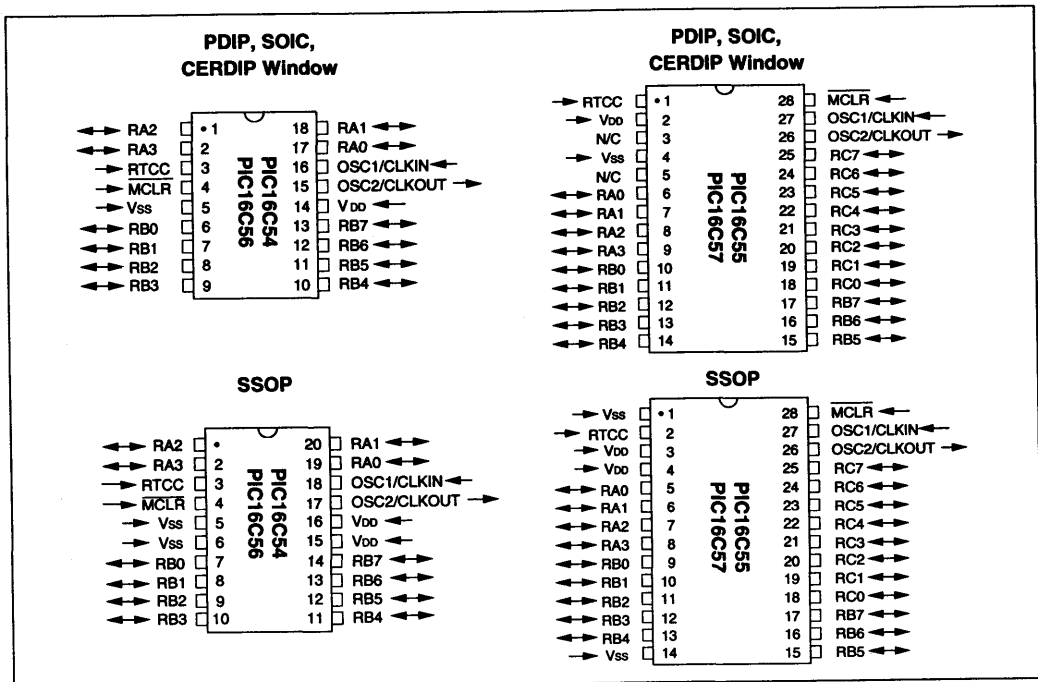 PDIP, SOIC,
CERDIP Window
RA2 •1 18 RA1
RA3 2 17 RA0
RTCC 3 16 OSC1/CLKIN
MCLR 4 15 OSC2/CLKOUT
Vss 5 14 VDD
RB0 6 13 RB7
RB1 7 12 RB6
RB2 8 11 RB5
RB3 9 10 RB4
PIC16C54
PIC16C56
PDIP, SOIC,
CERDIP Window
RTCC •1 28 MCLR
VDD 2 27 OSC1/CLKIN
N/C 3 26 OSC2/CLKOUT
Vss 4 25 RC7
N/C 5 24 RC6
RA0 6 23 RC5
RA1 7 22 RC4
RA2 8 21 RC3
RA3 9 20 RC2
RB0 10 19 RC1
RB1 11 18 RC0
RB2 12 17 RB7
RB3 13 16 RB6
RB4 14 15 RB5
PIC16C55
PIC16C57
SSOP
RA2 • 20 RA1
RA3 2 19 RA0
RTCC 3 18 OSC1/CLKIN
MCLR 4 17 OSC2/CLKOUT
Vss 5 16 VDD
Vss 6 15 VDD
RB0 7 14 RB7
RB1 8 13 RB6
RB2 9 12 RB5
RB3 10 11 RB4
PIC16C54
PIC16C56
SSOP
Vss •1 28 MCLR
RTCC 2 27 OSC1/CLKIN
VDD 3 26 OSC2/CLKOUT
VDD 4 25 RC7
RA0 5 24 RC6
RA1 6 23 RC5
RA2 7 22 RC4
RA3 8 21 RC3
RB0 9 20 RC2
RB1 10 19 RC1
RB2 11 18 RC0
RB3 12 17 RB7
RB4 13 16 RB6
Vss 14 15 RB5
PIC16C55
PIC16C57